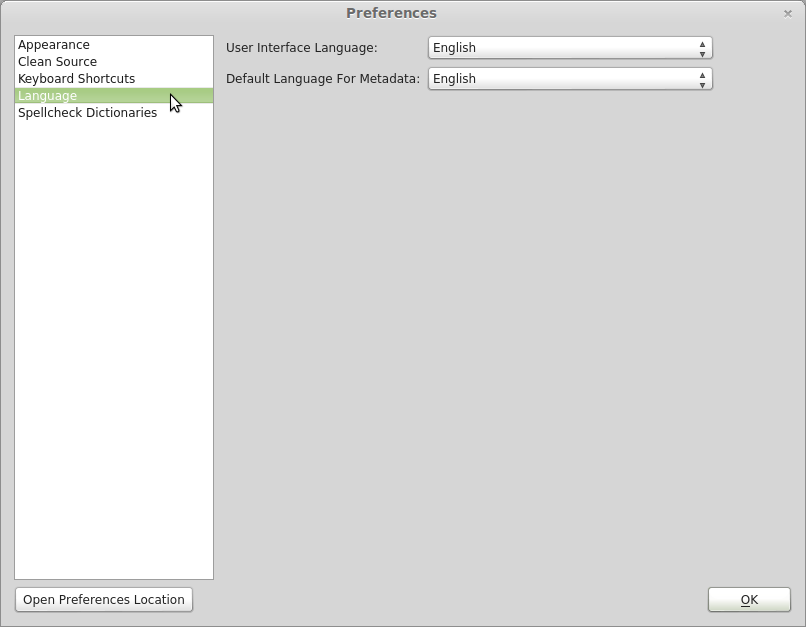 Preferences
Appearance
Clean Source
Keyboard Shortcuts
Language
Spellcheck Dictionaries
User Interface Language: English
Default Language For Metadata: English
Open Preferences Location
OK